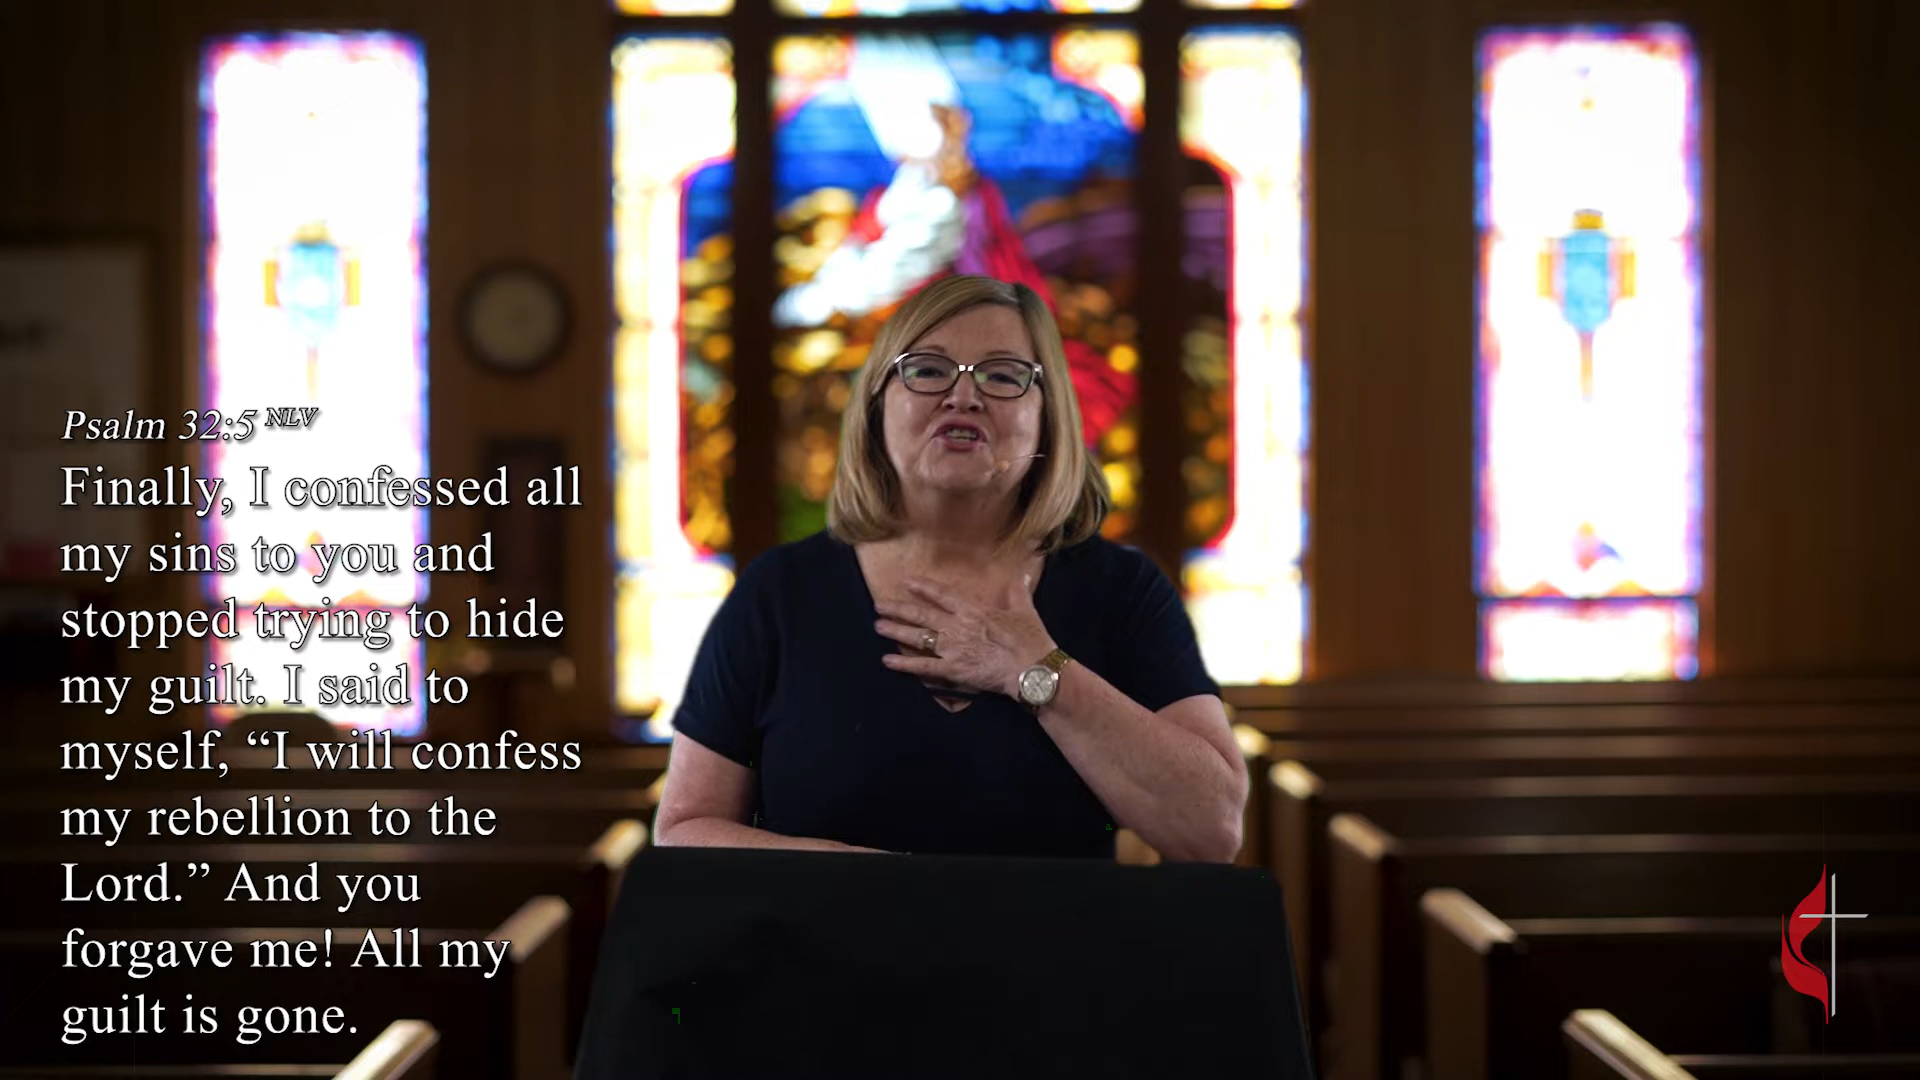 Psalm 32:5 NLV
Finally, I confessed all
my sins to you and
stopped trying to hide
my guilt. I said to
myself, “I will confess
my rebellion to the
Lord.” And you
forgave me! All my
guilt is gone.